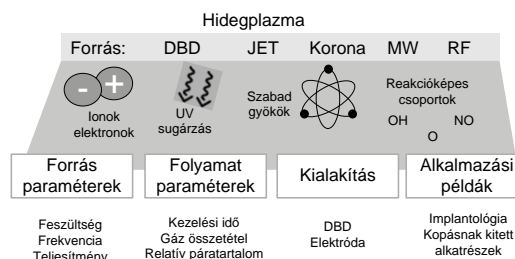 Hidegplazma
Forrás: DBD JET Korona MW RF
- +
Ionok
elektronok
UV
sugárzás
Szabad
gyökök
Reakcióképes
csoportok
OH NO
O
Forrás
paraméterek
Folyamat
paraméterek
Kialakítás
Alkalmazási
példák
Feszültség
Frekvencia
Teljesítmény
Kezelési idő
Gáz összetétel
Relatív páratartalom
DBD
Elektróda
Implantológia
Kopásnak kitett
alkatrészek